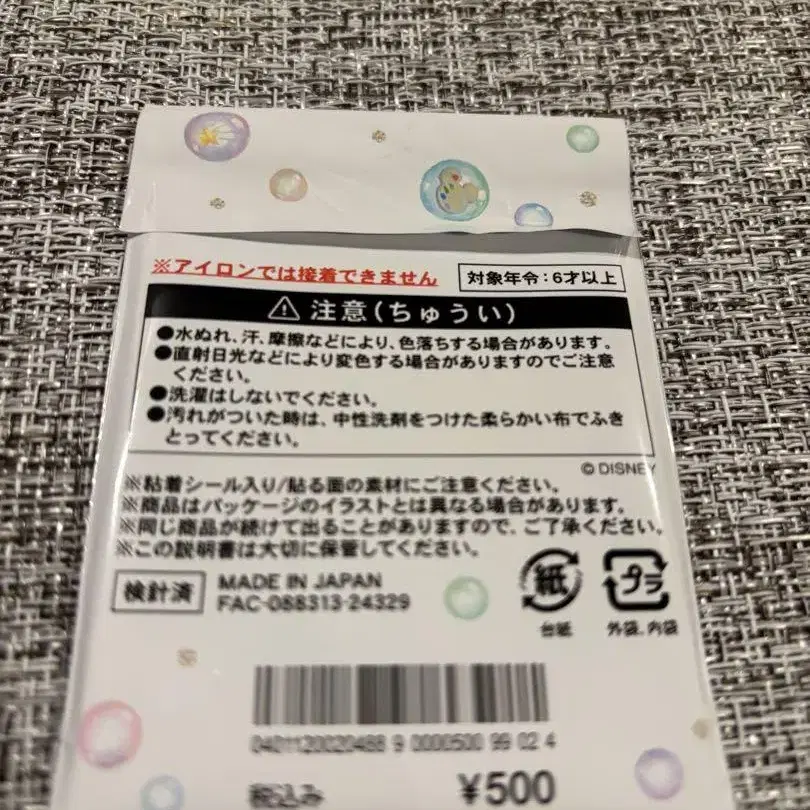 ※アイロンでは接着できません
対象年令:6才以上
⚠ 注意(ちゅうい)
●水ぬれ、汗、摩擦などにより、色落ちする場合があります。
●直射日光などにより変色する場合がありますのでご注意
ください。
●洗濯はしないでください。
●汚れがついた時は、中性洗剤をつけた柔らかい布でふき
とってください。
© DISNEY
※粘着シール入り/貼る面の素材にご注意ください。
※商品はパッケージのイラストとは異なる場合があります。
※同じ商品が続けて出ることがありますので、ご了承ください。
※この説明書は大切に保管してください。
検針済
MADE IN JAPAN
FAC-088313-24329
紙
台紙
プラ
外袋、内袋
0401120020488 9 0000500 99 02 4
税込み ¥500